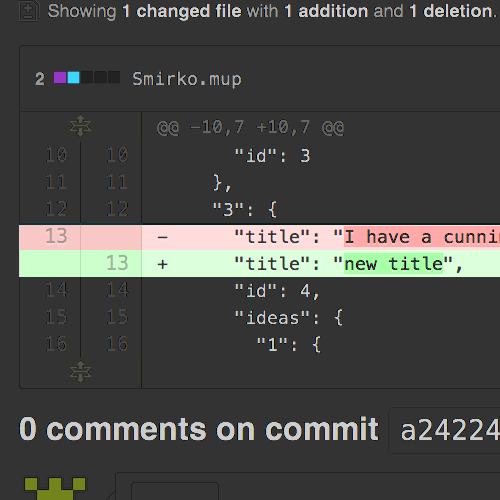 Showing 1 changed file with 1 addition and 1 deletion.
2 Smirko.mup
@@ -10,7 +10,7 @@
10 10 "id": 3
11 11 },
12 12 "3": {
13 - "title": "I have a
13 + "title": "new title",
14 14 "id": 4,
15 15 "ideas": {
16 16 "1": {
0 comments on commit a24224